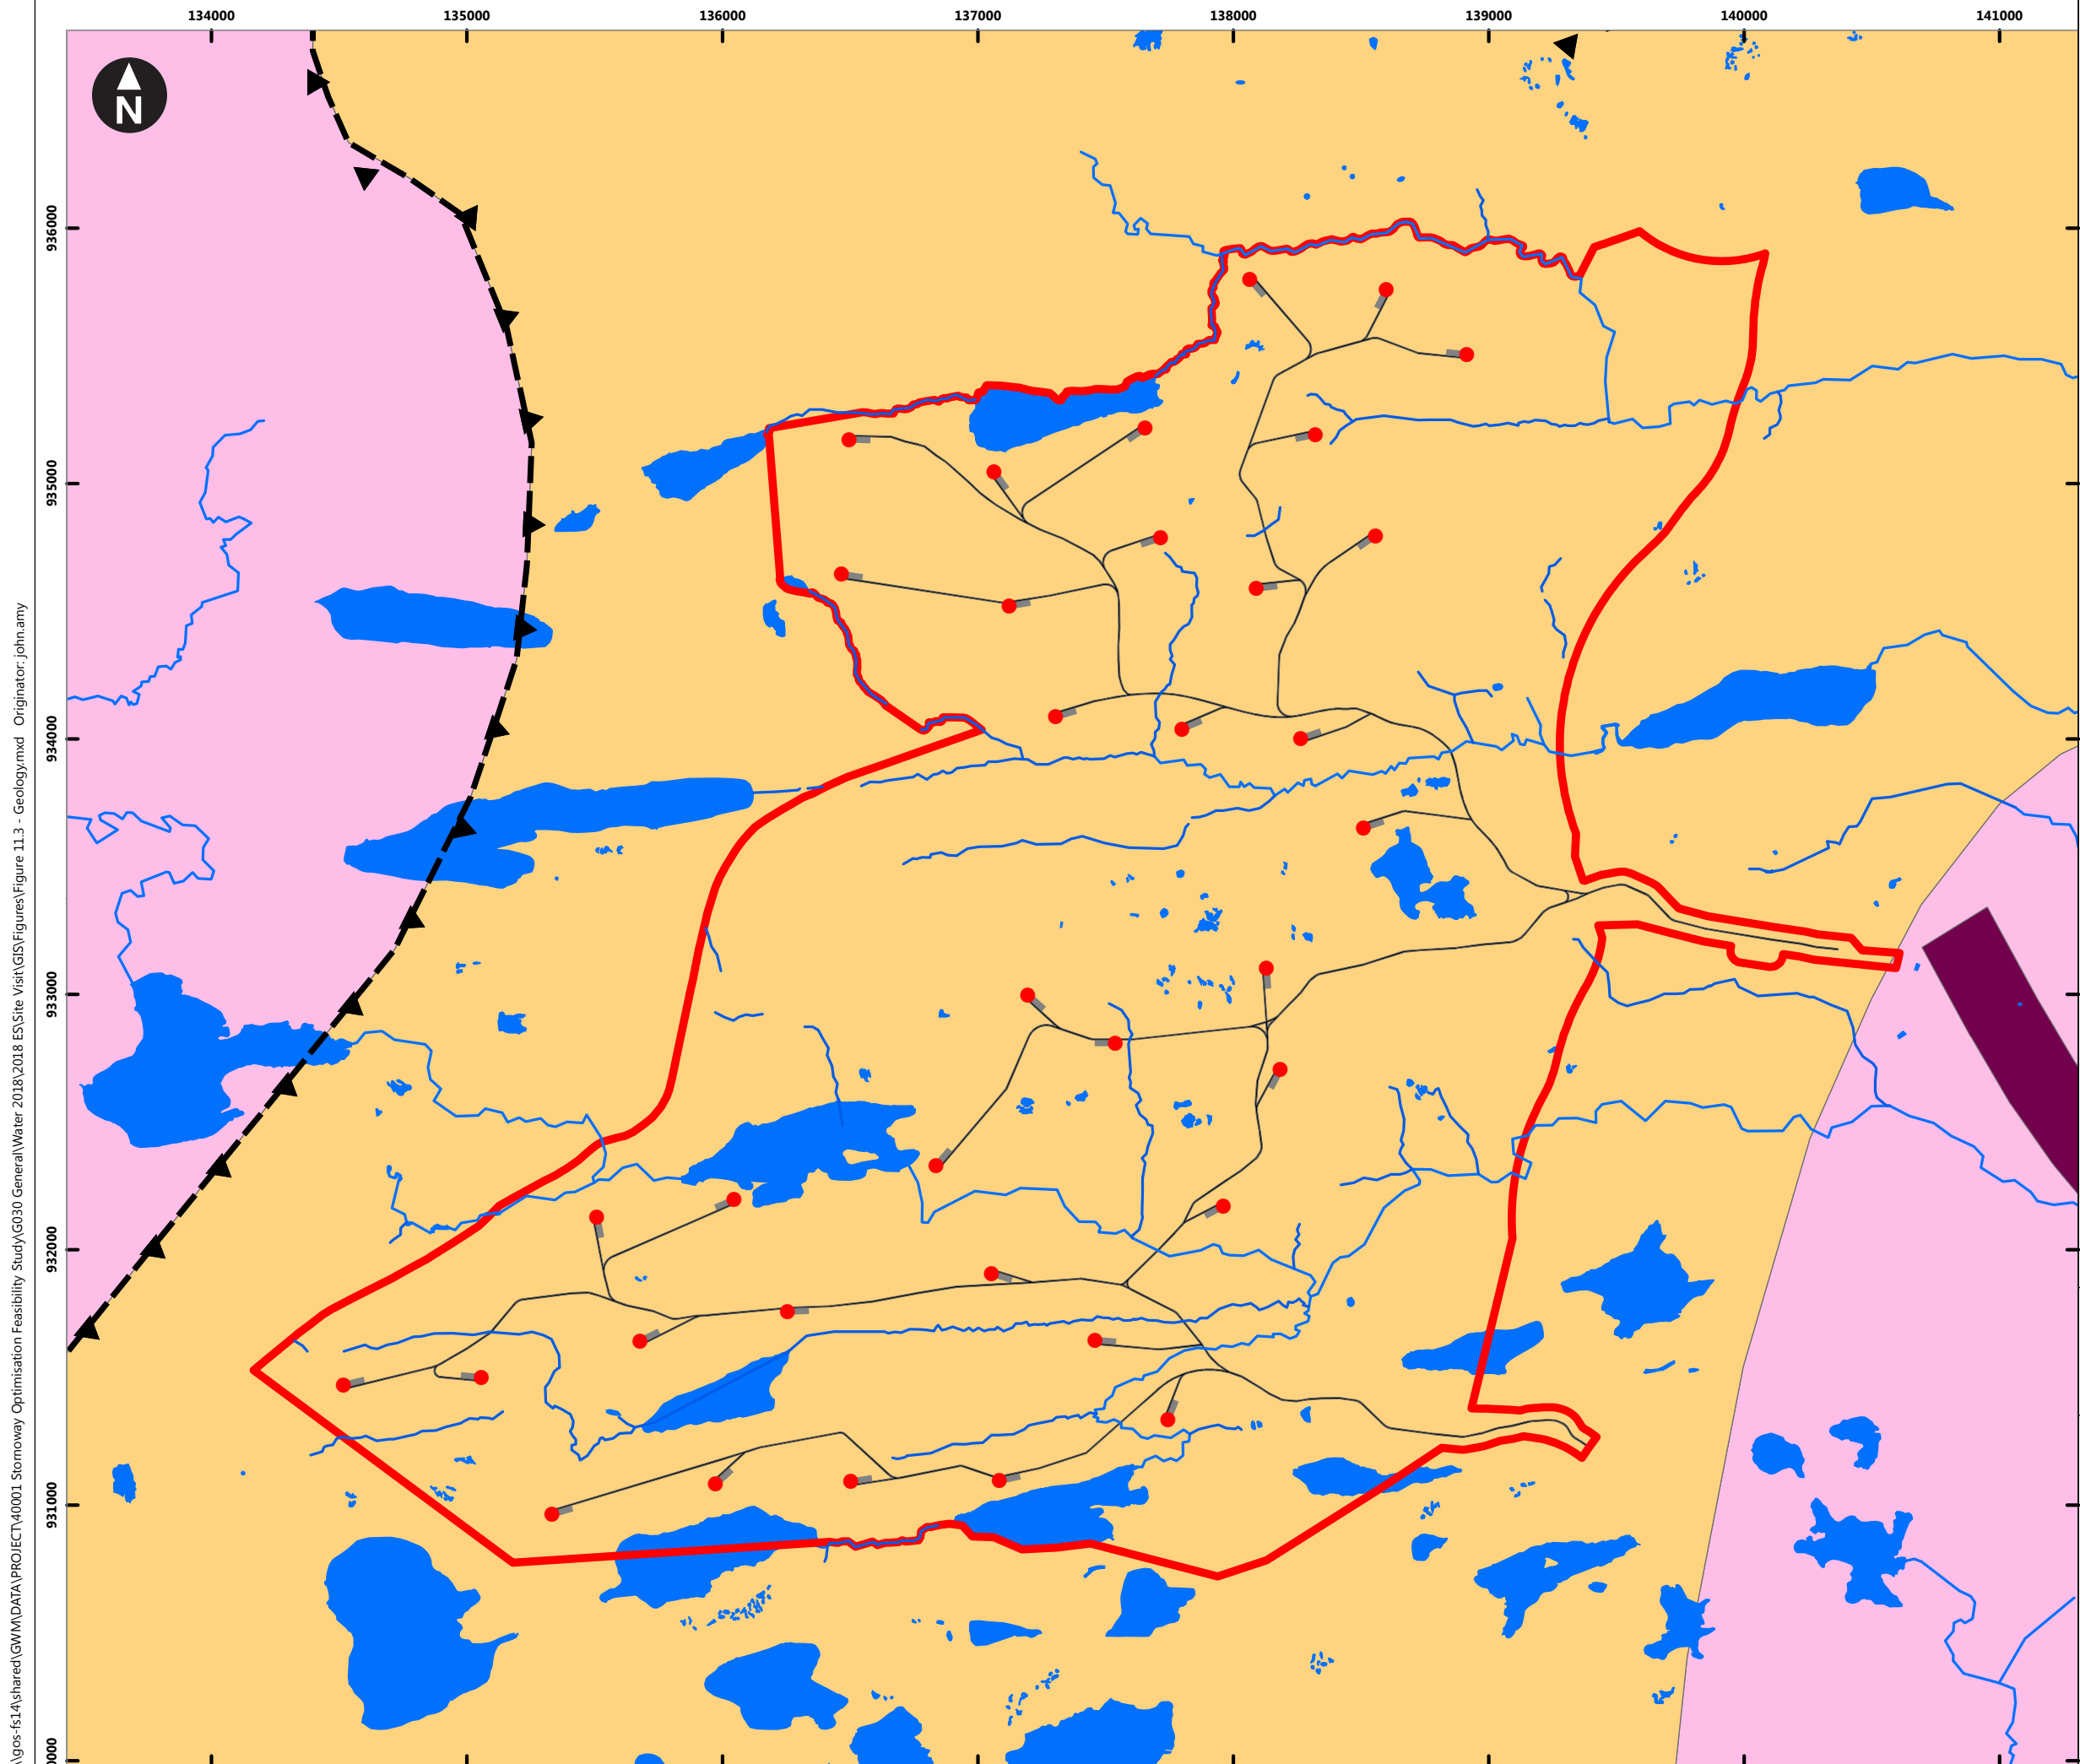 134000 135000 136000 137000 138000 139000 140000 141000
N
936000
935000
934000
933000
932000
931000
0000
\\gos-fs14\shared\GWM\DATA\PROJECT\40001 Stornoway Optimisation Feasibility Study\G030 General\Water 2018\2018 ES\Site Visit\GIS\Figures\Figure 11.3 - Geology.mxd Originator: john.amy